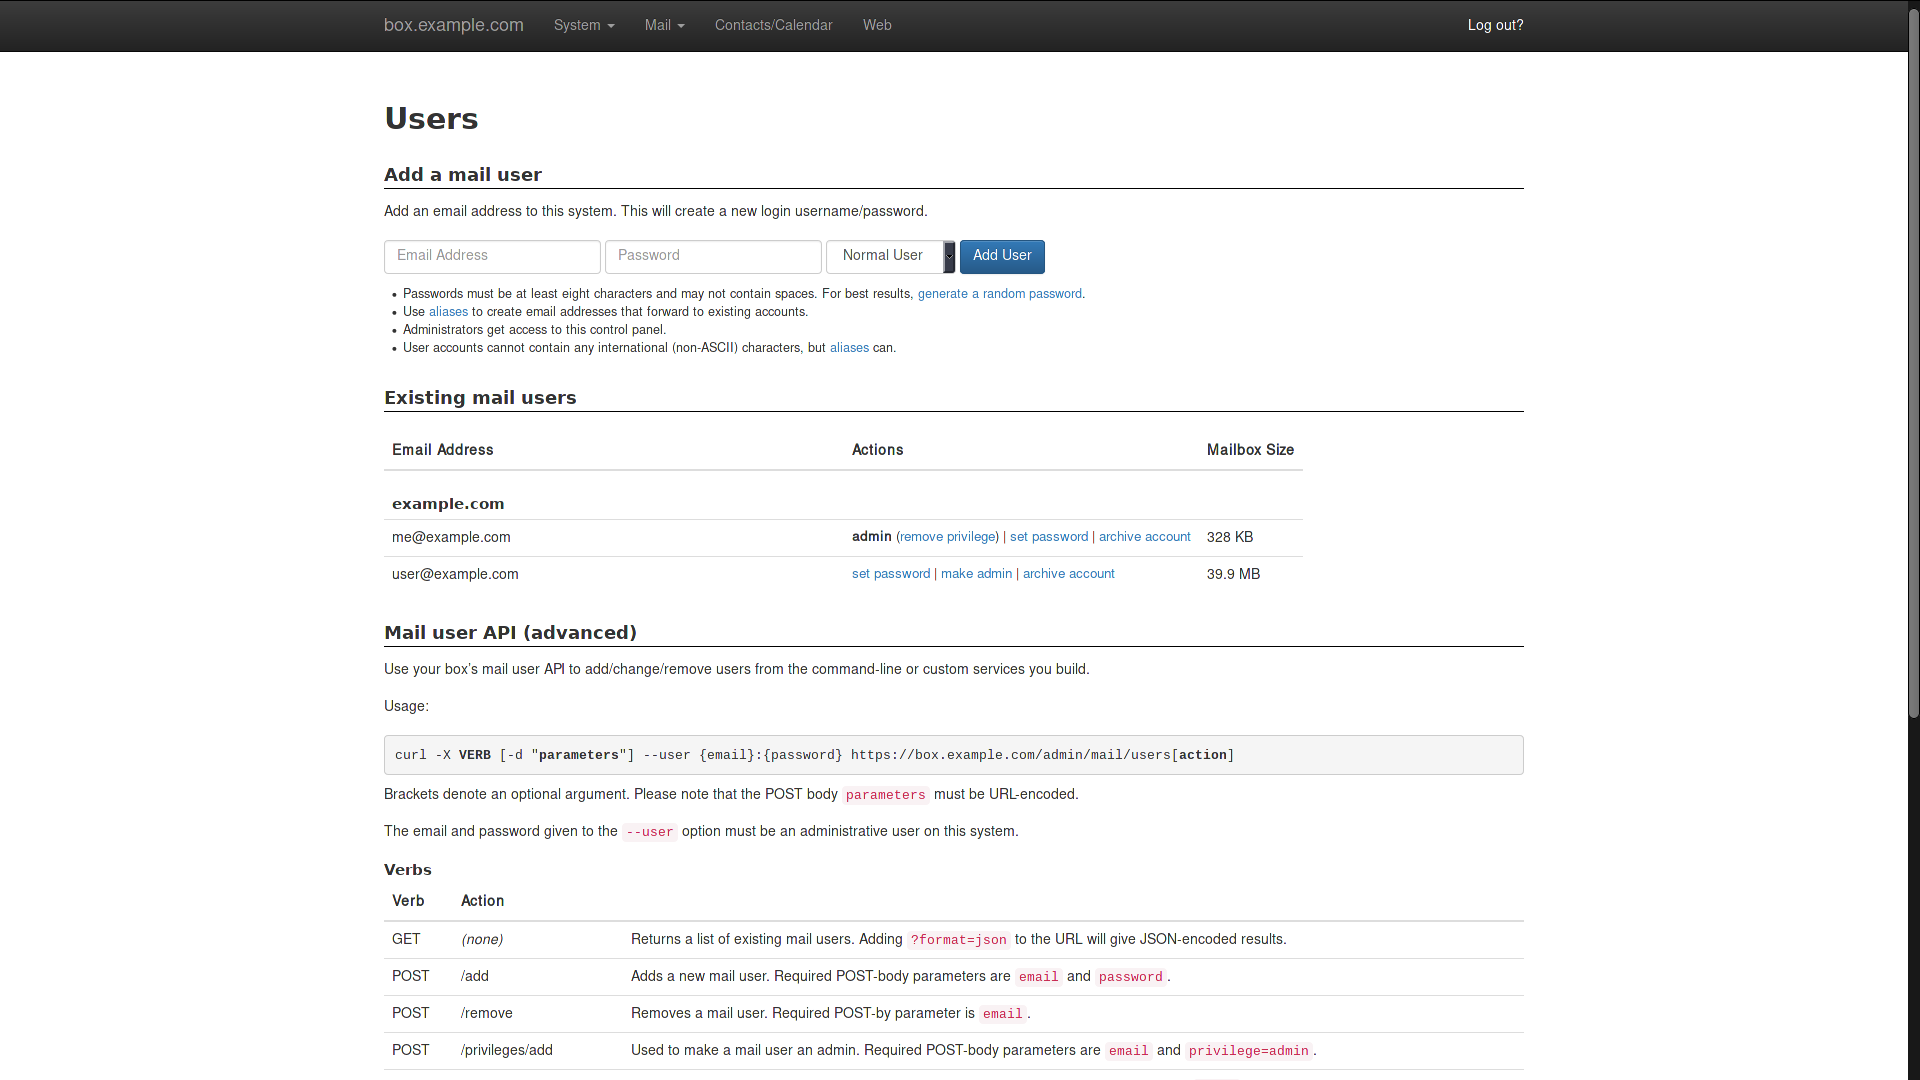 box.example.com System Mail Contacts/Calendar Web Log out?
Users
Add a mail user
Add an email address to this system. This will create a new login username/password.
Email Address Password Normal User Add User
• Passwords must be at least eight characters and may not contain spaces. For best results, generate a random password.
• Use aliases to create email addresses that forward to existing accounts.
• Administrators get access to this control panel.
• User accounts cannot contain any international (non-ASCII) characters, but aliases can.
Existing mail users
Email Address Actions Mailbox Size
example.com
me@example.com admin (remove privilege) | set password | archive account 328 KB
user@example.com set password | make admin | archive account 39.9 MB
Mail user API (advanced)
Use your box's mail user API to add/change/remove users from the command-line or custom services you build.
Usage:
curl -X VERB [-d "parameters"] --user {email}:{password} https://box.example.com/admin/mail/users[action]
Brackets denote an optional argument. Please note that the POST body parameters must be URL-encoded.
The email and password given to the --user option must be an administrative user on this system.
Verbs
Verb Action
GET (none) Returns a list of existing mail users. Adding ?format=json to the URL will give JSON-encoded results.
POST /add Adds a new mail user. Required POST-body parameters are email and password.
POST /remove Removes a mail user. Required POST-by parameter is email.
POST /privileges/add Used to make a mail user an admin. Required POST-body parameters are email and privilege=admin.